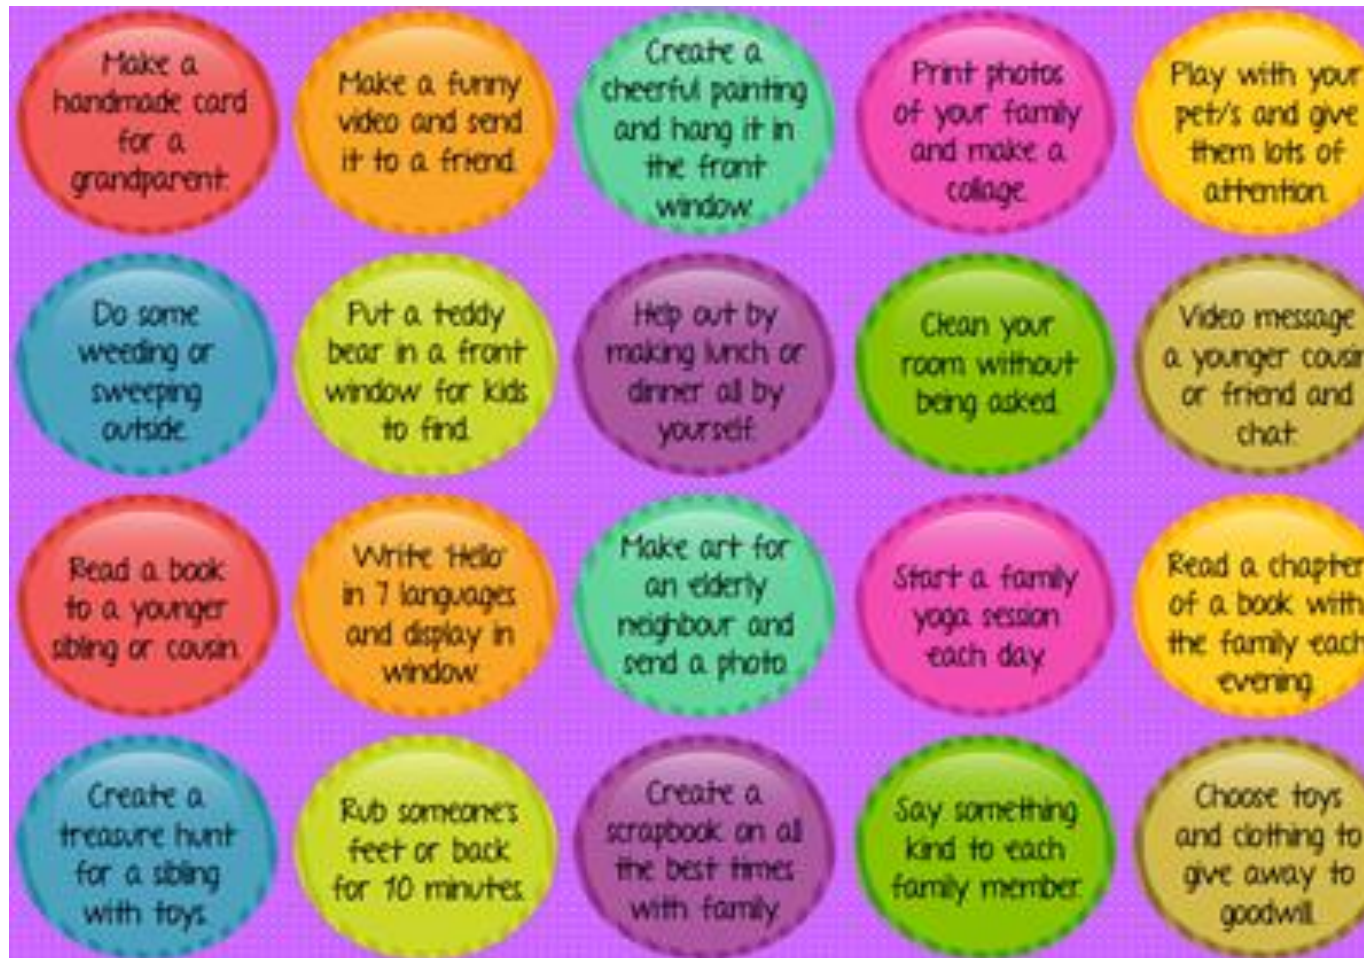 Make a
handmade card
for a
grandparent.
Make a funny
video and send
it to a friend.
Create a
cheerful painting
and hang it in
the front
window.
Print photos
of your family
and make a
collage.
Play with your
pet/s and give
them lots of
attention.
Do some
weeding or
sweeping
outside.
Put a teddy
bear in a front
window for kids
to find.
Help out by
making lunch or
dinner all by
yourself.
Clean your
room without
being asked.
Video message
a younger cousin
or friend and
chat.
Read a book
to a younger
sibling or cousin.
Write 'Hello'
in 7 languages
and display in
window.
Make art for
an elderly
neighbour and
send a photo.
Start a family
yoga session
each day.
Read a chapter
of a book with
the family each
evening.
Create a
treasure hunt
for a sibling
with toys.
Rub someone's
feet or back
for 10 minutes.
Create a
scrapbook on all
the best times
with family.
Say something
kind to each
family member.
Choose toys
and clothing to
give away to
goodwill.